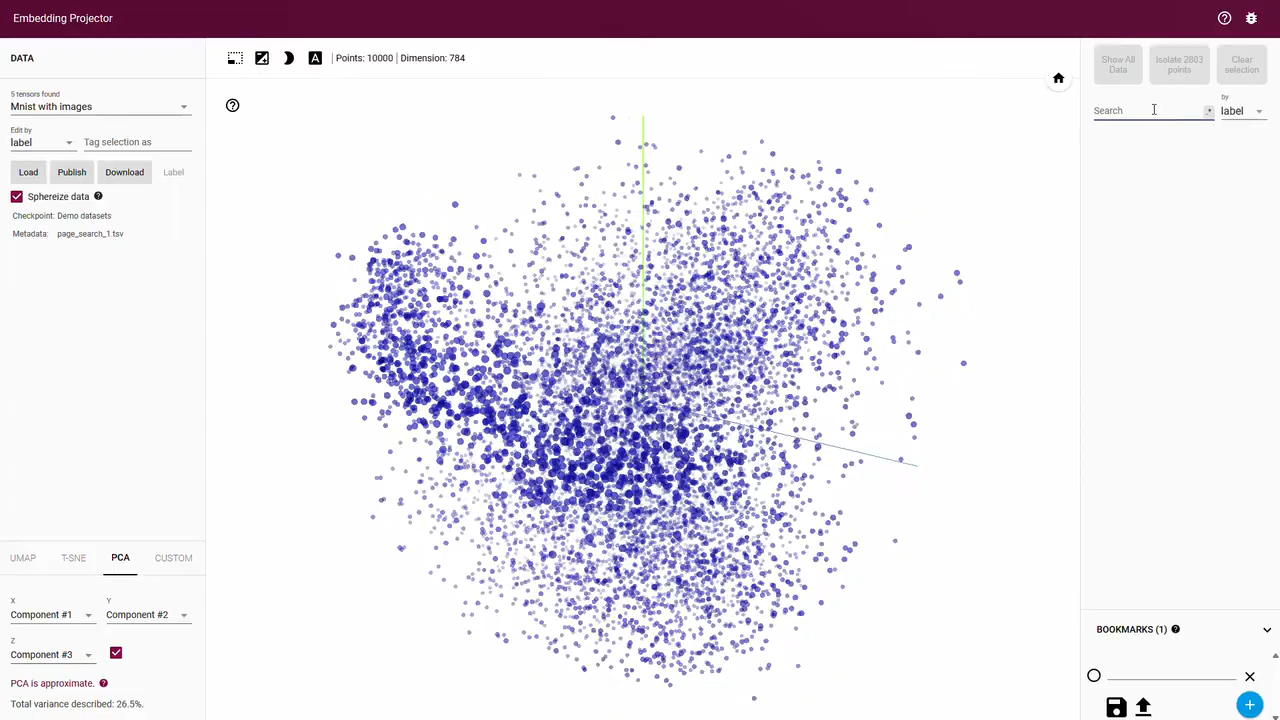 Embedding Projector
DATA
5 tensors found
Mnist with images
Edit by
label
Tag selection as
Load
Publish
Download
Label
Sphereize data
Checkpoint: Demo datasets
Metadata: page_search_1.tsv
UMAP
T-SNE
PCA
CUSTOM
X
Component #1
Y
Component #2
Z
Component #3
PCA is approximate.
Total variance described: 26.5%.
A
Points: 10000
Dimension: 784
Show All
Data
Isolate 2803
points
Clear
selection
Search
.*
by
label
BOOKMARKS (1)